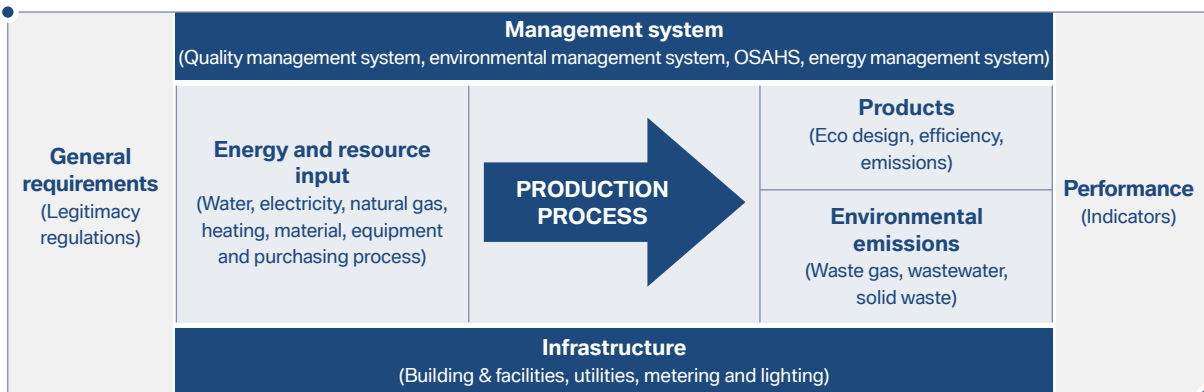 Management system
(Quality management system, environmental management system, OSAHS, energy management system)
General
requirements
(Legitimacy
regulations)
Energy and resource
input
(Water, electricity, natural gas,
heating, material, equipment
and purchasing process)
PRODUCTION
PROCESS
Products
(Eco design, efficiency,
emissions)
Environmental
emissions
(Waste gas, wastewater,
solid waste)
Performance
(Indicators)
Infrastructure
(Building & facilities, utilities, metering and lighting)